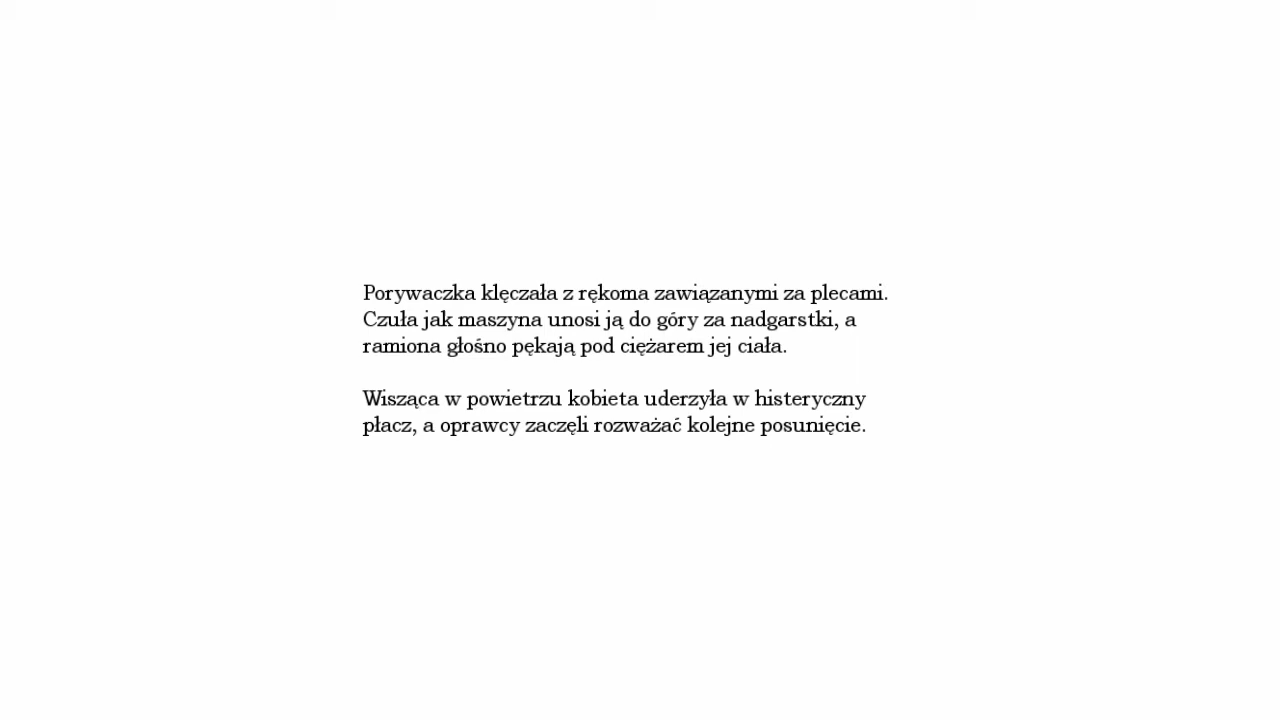 Porywaczka klęczała z rękoma zawiązanymi za plecami.
Czuła jak maszyna unosi ją do góry za nadgarstki, a
ramiona głośno pękają pod ciężarem jej ciała.
Wisząca w powietrzu kobieta uderzyła w histeryczny
płacz, a oprawcy zaczęli rozważać kolejne posunięcie.